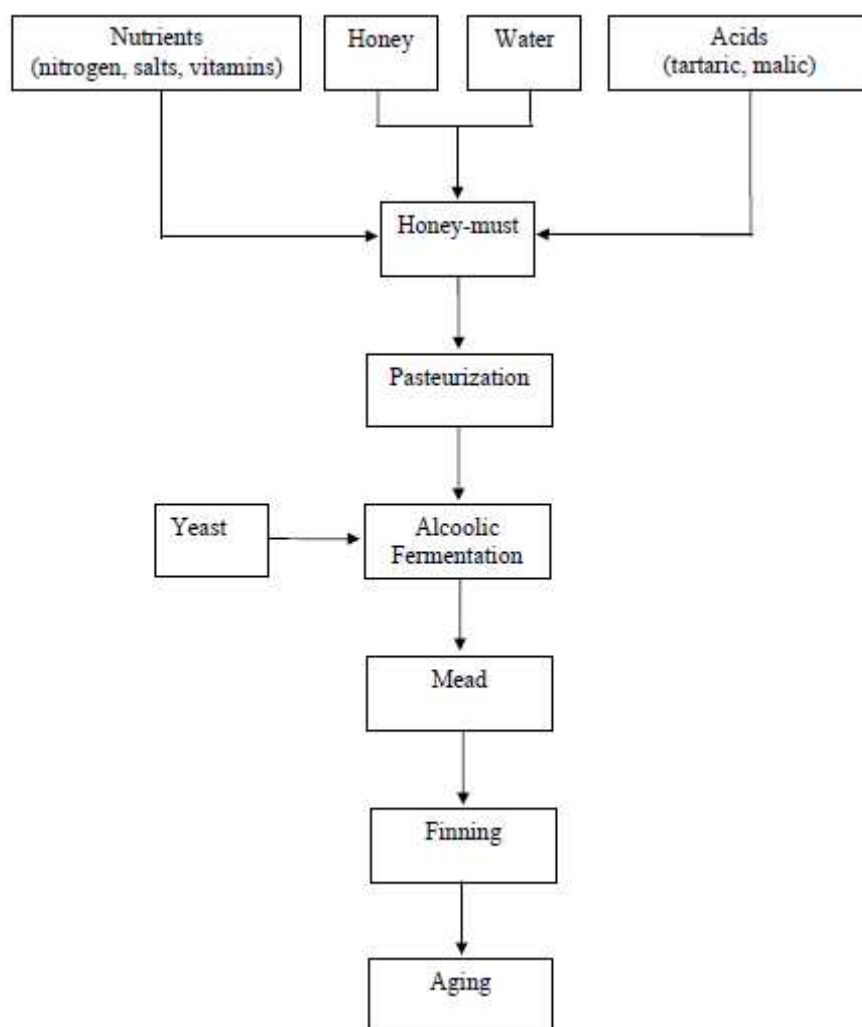 Nutrients
(nitrogen, salts, vitamins)
Honey
Water
Acids
(tartaric, malic)
Honey-must
Pasteurization
Yeast
Alcoolic
Fermentation
Mead
Finning
Aging